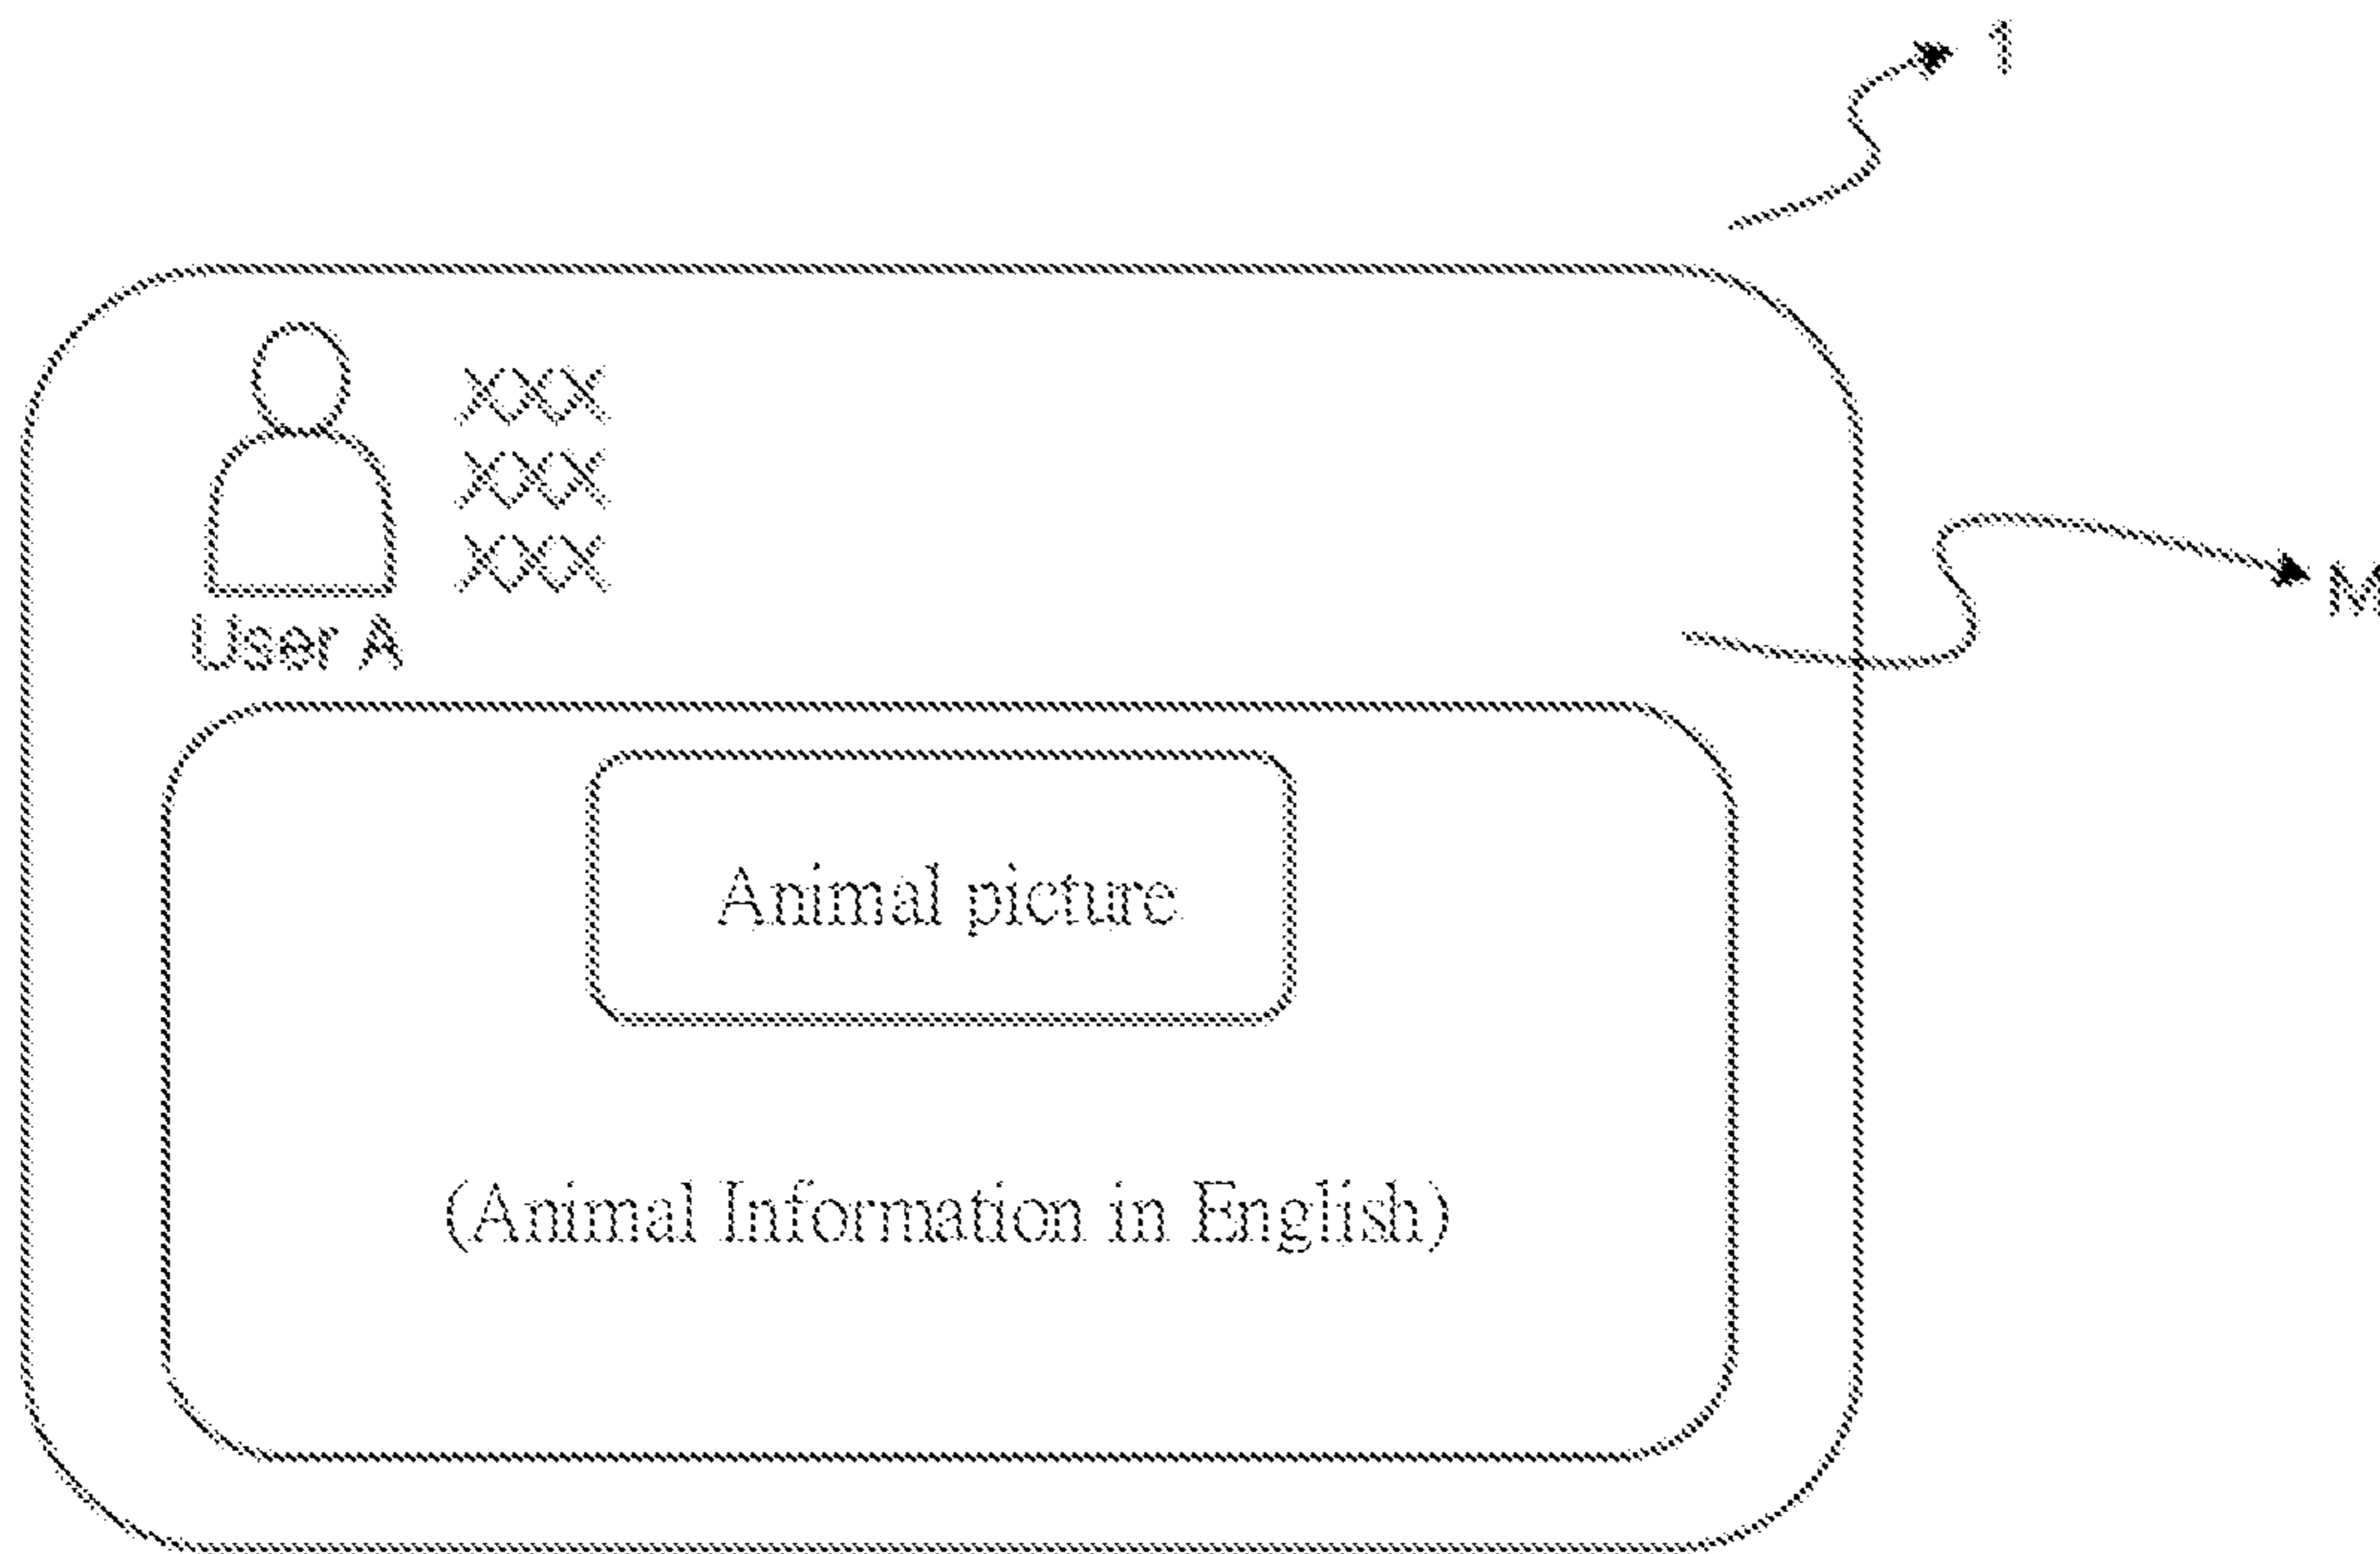 1
XXX
XXX
XXX
M
User A
Animal picture
(Animal Information in English)